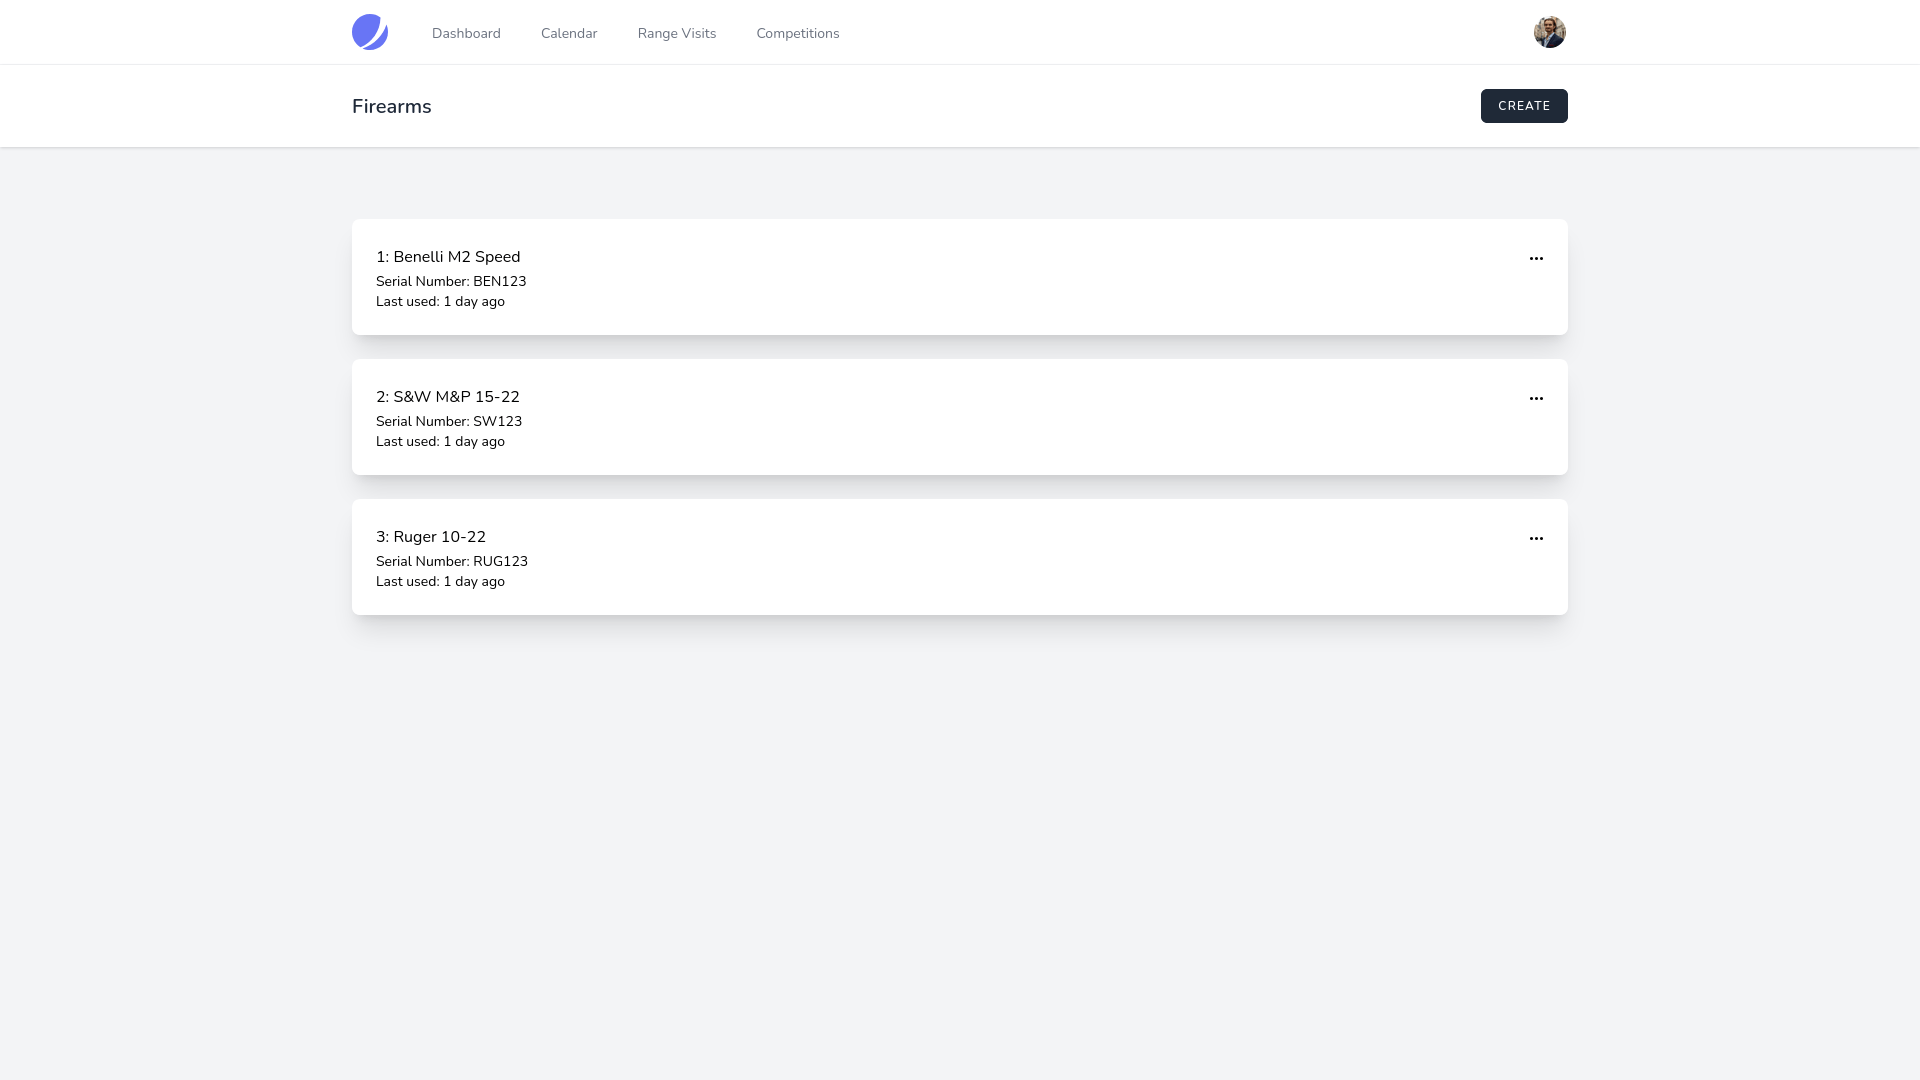 Dashboard Calendar Range Visits Competitions
Firearms
CREATE
1: Benelli M2 Speed
Serial Number: BEN123
Last used: 1 day ago
2: S&W M&P 15-22
Serial Number: SW123
Last used: 1 day ago
3: Ruger 10-22
Serial Number: RUG123
Last used: 1 day ago